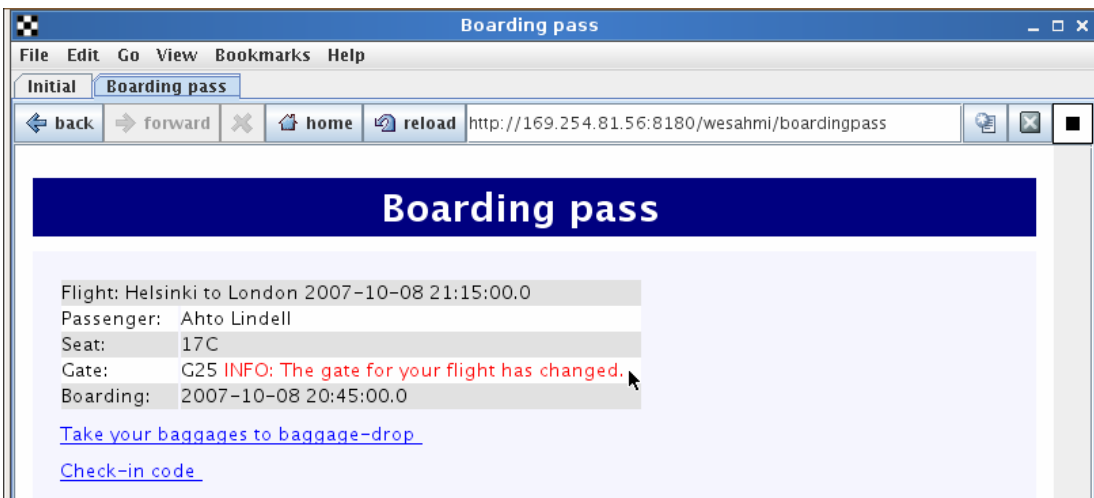 Boarding pass
File Edit Go View Bookmarks Help
Initial Boarding pass
back forward home reload http://169.254.81.56:8180/wesahmi/boardingpass
Boarding pass
Flight: Helsinki to London 2007-10-08 21:15:00.0
Passenger: Ahto Lindell
Seat: 17C
Gate: G25 INFO: The gate for your flight has changed.
Boarding: 2007-10-08 20:45:00.0
Take your baggages to baggage-drop
Check-in code